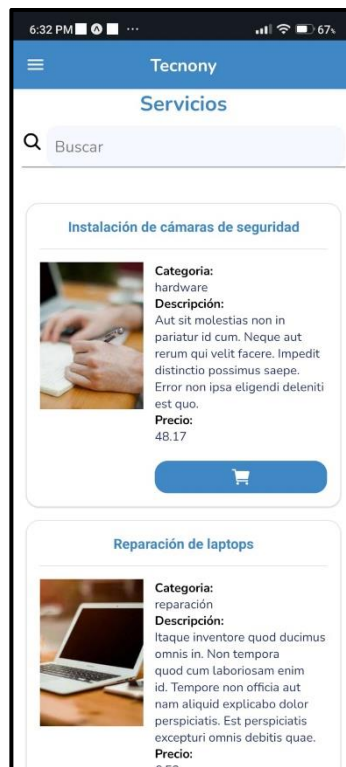 6:32 PM ... 67%
Tecnony
Servicios
Buscar
Instalación de cámaras de seguridad
Categoria:
hardware
Descripción:
Aut sit molestias non in
pariatur id cum. Neque aut
rerum qui velit facere. Impedit
distinctio possimus saepe.
Error non ipsa eligendi deleniti
est quo.
Precio:
48.17
Reparación de laptops
Categoria:
reparación
Descripción:
Itaque inventore quod ducimus
omnis in. Non tempora
quod cum laboriosam enim
id. Tempore non officia aut
nam aliquid explicabo dolor
perspiciatis. Est perspiciatis
excepturi omnis debitis quae.
Precio: